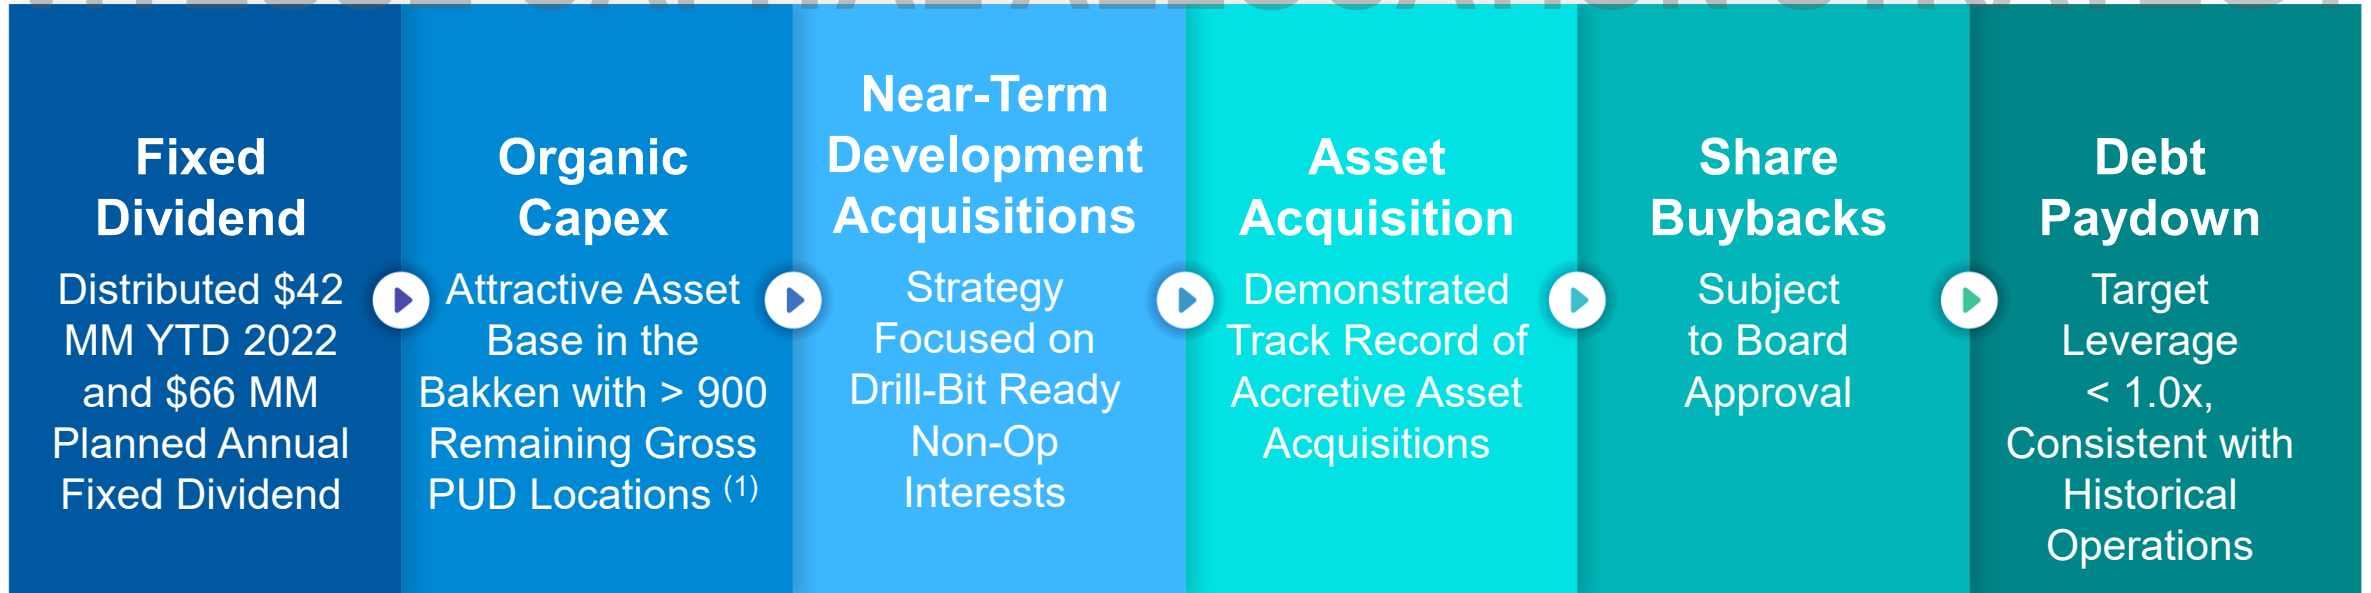 Fixed
Dividend
Distributed $42
MM YTD 2022
and $66 MM
Planned Annual
Fixed Dividend
Organic
Capex
Attractive Asset
Base in the
Bakken with > 900
Remaining Gross
PUD Locations (1)
Near-Term
Development
Acquisitions
Strategy
Focused on
Drill-Bit Ready
Non-Op
Interests
Asset
Acquisition
Demonstrated
Track Record of
Accretive Asset
Acquisitions
Share
Buybacks
Subject
to Board
Approval
Debt
Paydown
Target
Leverage
< 1.0x,
Consistent with
Historical
Operations